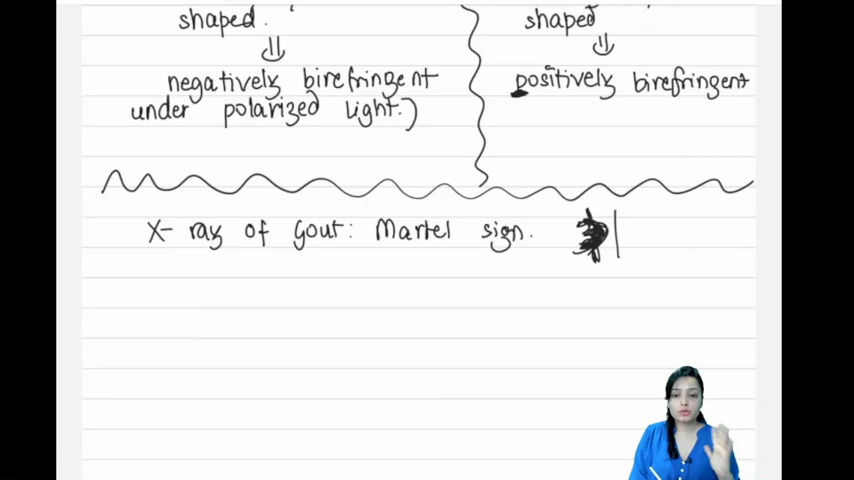 shaped.
negatively birefringent
under polarized light.)
shaped
positively birefringent
X-ray of Gout: Martel sign.